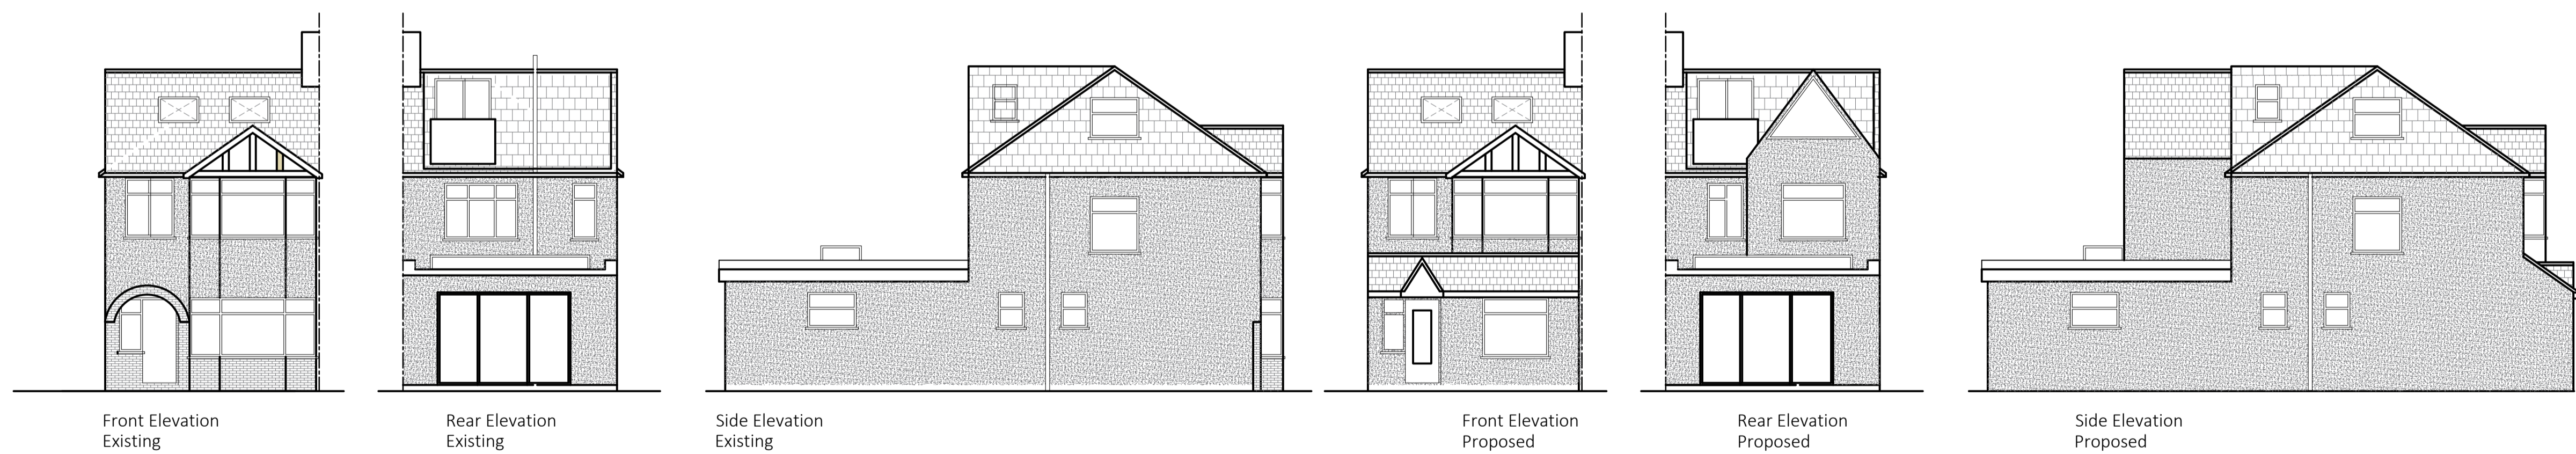 Front Elevation
Existing
Rear Elevation
Existing
Side Elevation
Existing
Front Elevation
Proposed
Rear Elevation
Proposed
Side Elevation
Proposed